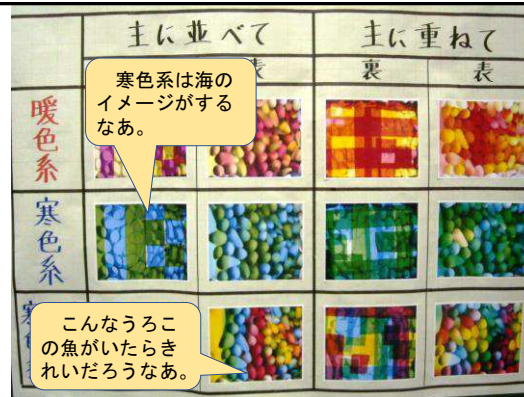 主に並べて
主に重ねて
表
裏
表
寒色系は海の
イメージがする
なあ。
暖色系
寒色系
こんなうろこ
の魚がいたらき
れいだろうなあ。